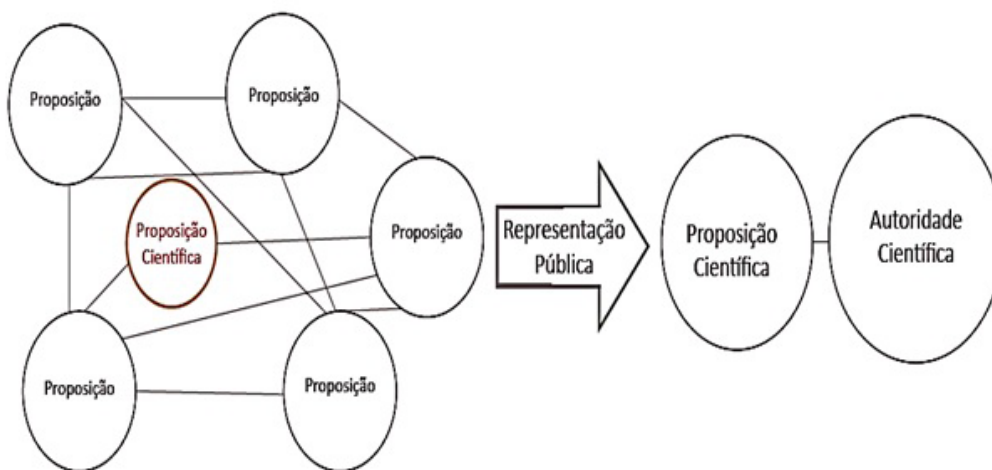 Proposição
Proposição
Proposição
Científica
Proposição
Proposição
Proposição
Representação
Pública
Proposição
Científica
Autoridade
Científica